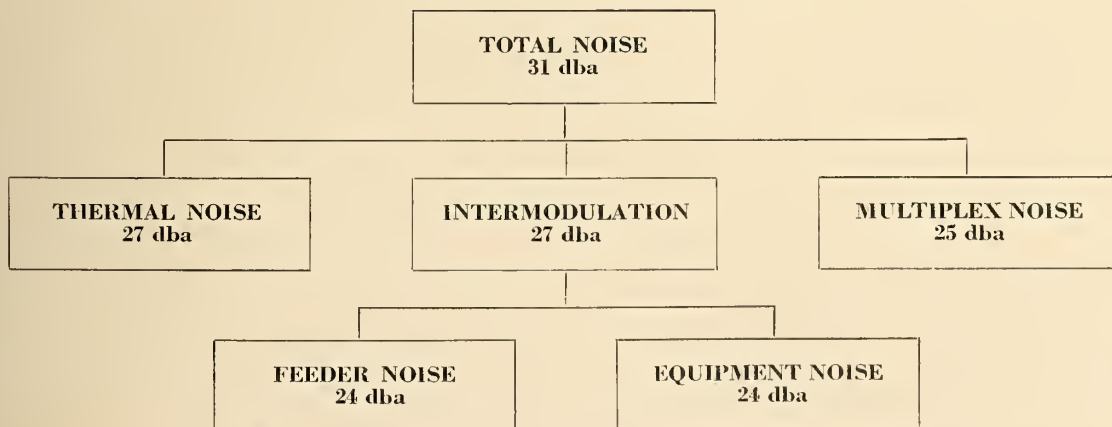 TOTAL NOISE
31 dba
THERMAL NOISE
27 dba
INTERMODULATION
27 dba
MULTIPLEX NOISE
25 dba
FEEDER NOISE
24 dba
EQUIPMENT NOISE
24 dba